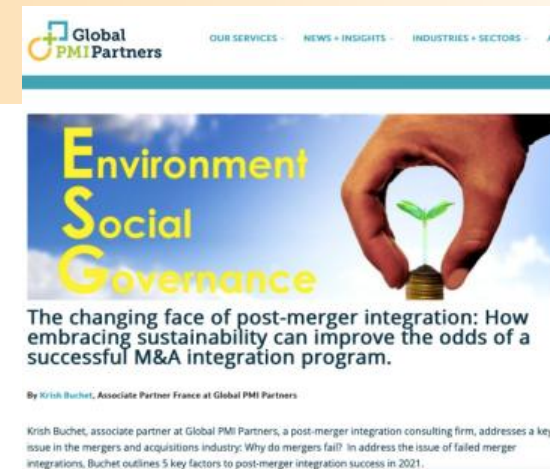 Global
PMI Partners
OUR SERVICES
NEWS + INSIGHTS
INDUSTRIES + SECTORS
Environment
Social
Governance
The changing face of post-merger integration: How
embracing sustainability can improve the odds of a
successful M&A integration program.
By Krish Buchet, Associate Partner France at Global PMI Partners
Krish Buchet, associate partner at Global PMI Partners, a post-merger integration consulting firm, addresses a key
issue in the mergers and acquisitions industry: Why do mergers fail? In address the issue of failed merger
integrations, Buchet outlines 5 key factors to post-merger integration success in 2021.